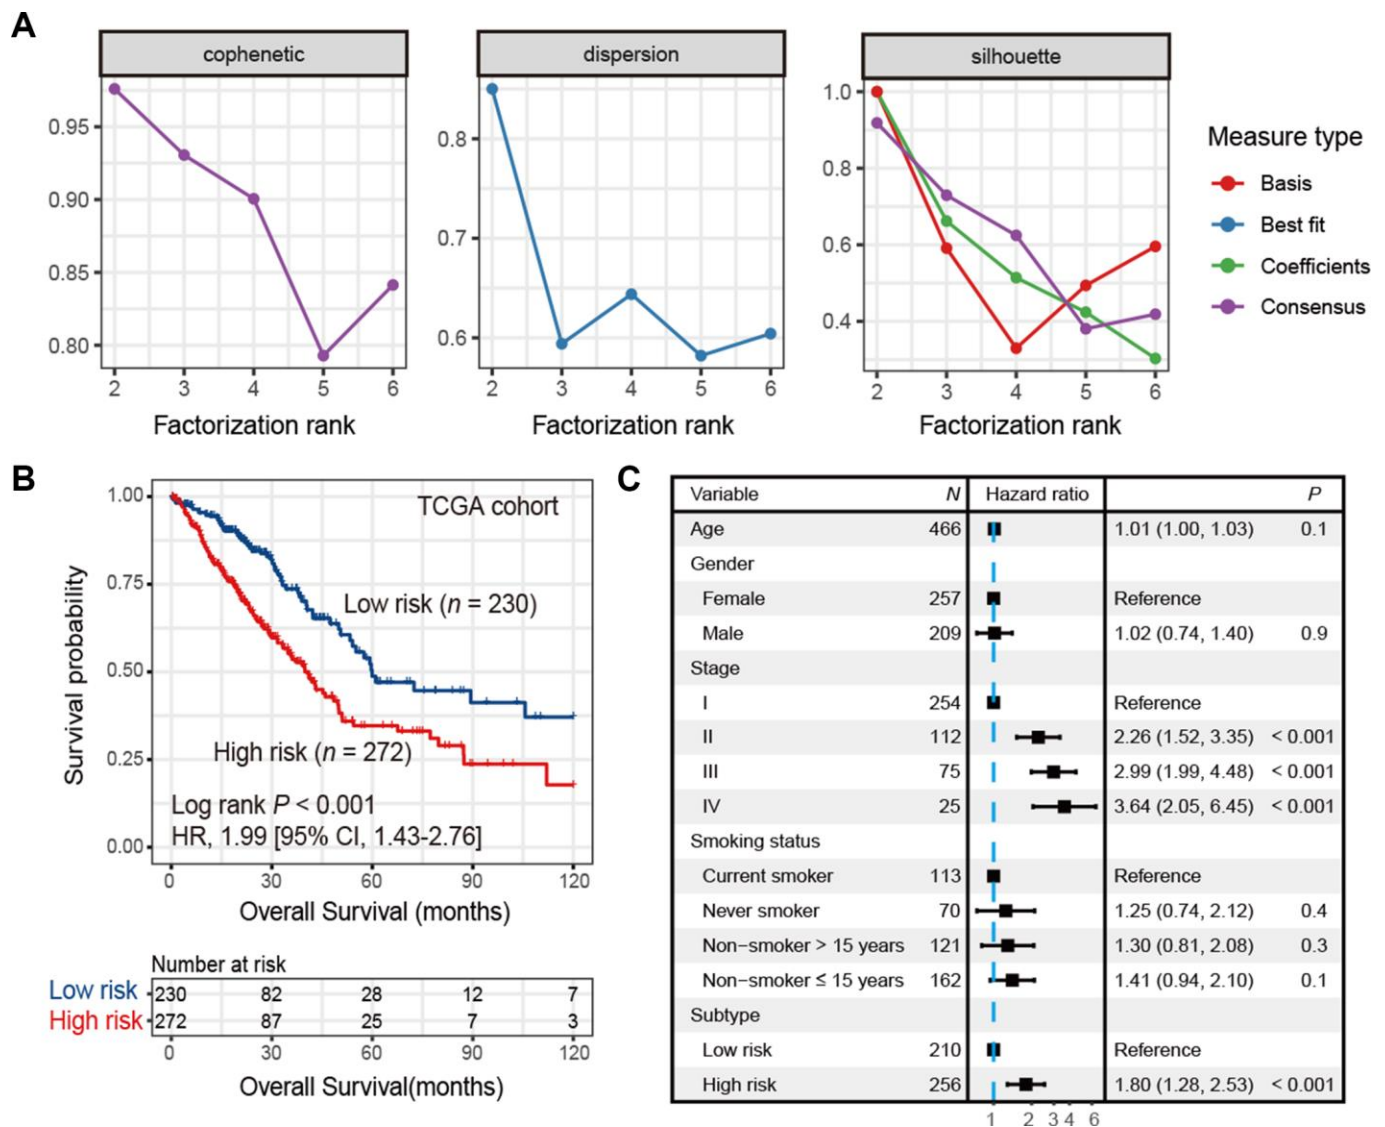 A
cophenetic
dispersion
silhouette
0.95
0.90
0.85
0.80
2 3 4 5 6
Factorization rank
0.8
0.7
0.6
2 3 4 5 6
Factorization rank
1.0
0.8
0.6
0.4
2 3 4 5 6
Factorization rank
Measure type
Basis
Best fit
Coefficients
Consensus
B
Survival probability
1.00
0.75
0.50
0.25
0.00
TCGA cohort
Low risk (n = 230)
High risk (n = 272)
Log rank P < 0.001
HR, 1.99 [95% CI, 1.43-2.76]
0 30 60 90 120
Overall Survival (months)
Number at risk
Low risk 230 82 28 12 7
High risk 272 87 25 7 3
0 30 60 90 120
Overall Survival(months)
C
Variable N Hazard ratio P
Age 466 1.01 (1.00, 1.03) 0.1
Gender
Female 257 Reference
Male 209 1.02 (0.74, 1.40) 0.9
Stage
I 254 Reference
II 112 2.26 (1.52, 3.35) < 0.001
III 75 2.99 (1.99, 4.48) < 0.001
IV 25 3.64 (2.05, 6.45) < 0.001
Smoking status
Current smoker 113 Reference
Never smoker 70 1.25 (0.74, 2.12) 0.4
Non−smoker > 15 years 121 1.30 (0.81, 2.08) 0.3
Non−smoker ≤ 15 years 162 1.41 (0.94, 2.10) 0.1
Subtype
Low risk 210 Reference
High risk 256 1.80 (1.28, 2.53) < 0.001
1 2 3 4 6